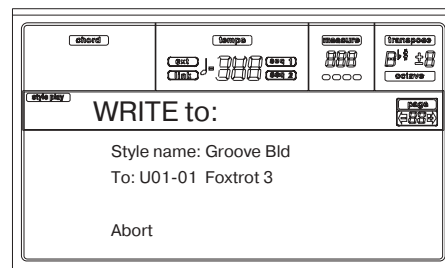 chord tempo measure transpose
ext seq 1
link seq 2
octave
style play
WRITE to: page
Style name: Groove Bld
To: U01-01 Foxtrot 3
Abort